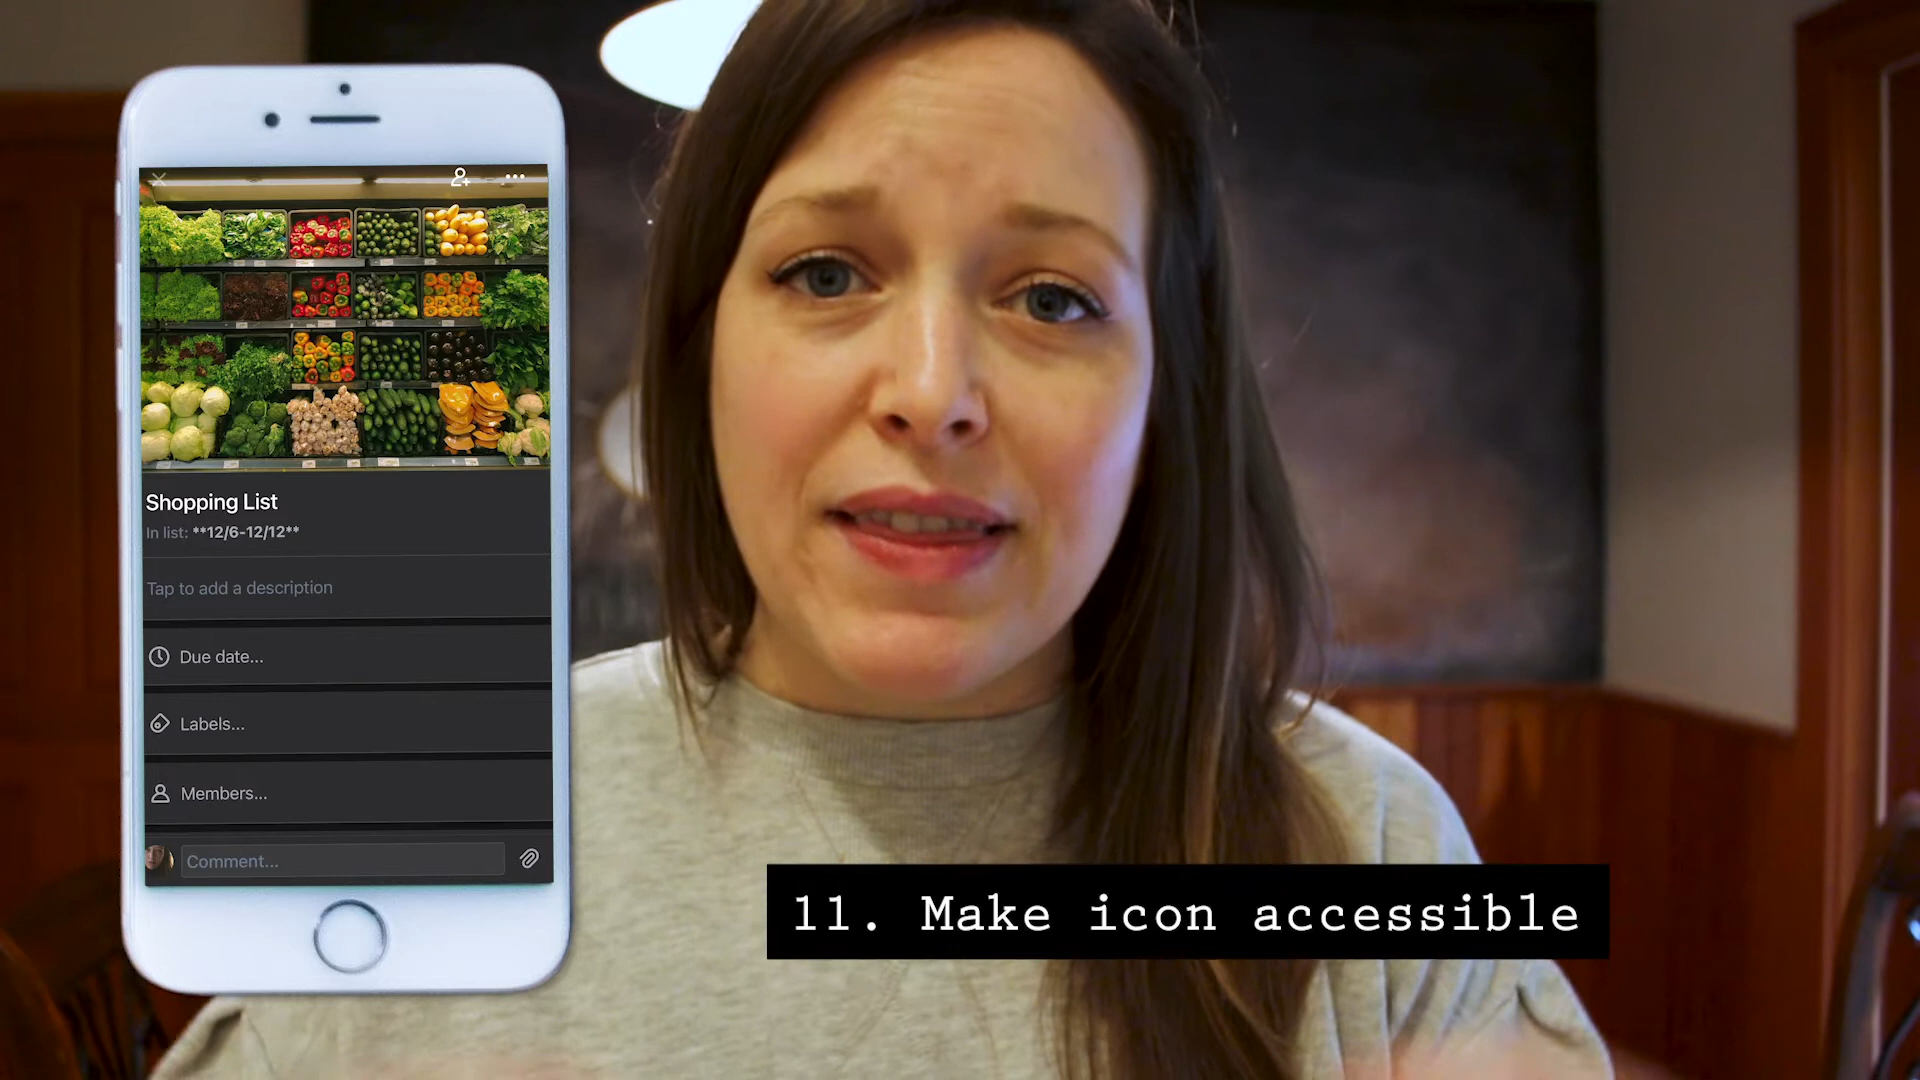 Shopping List
In list: **12/6-12/12**
Tap to add a description
Due date...
Labels...
Members...
Comment...
11. Make icon accessible